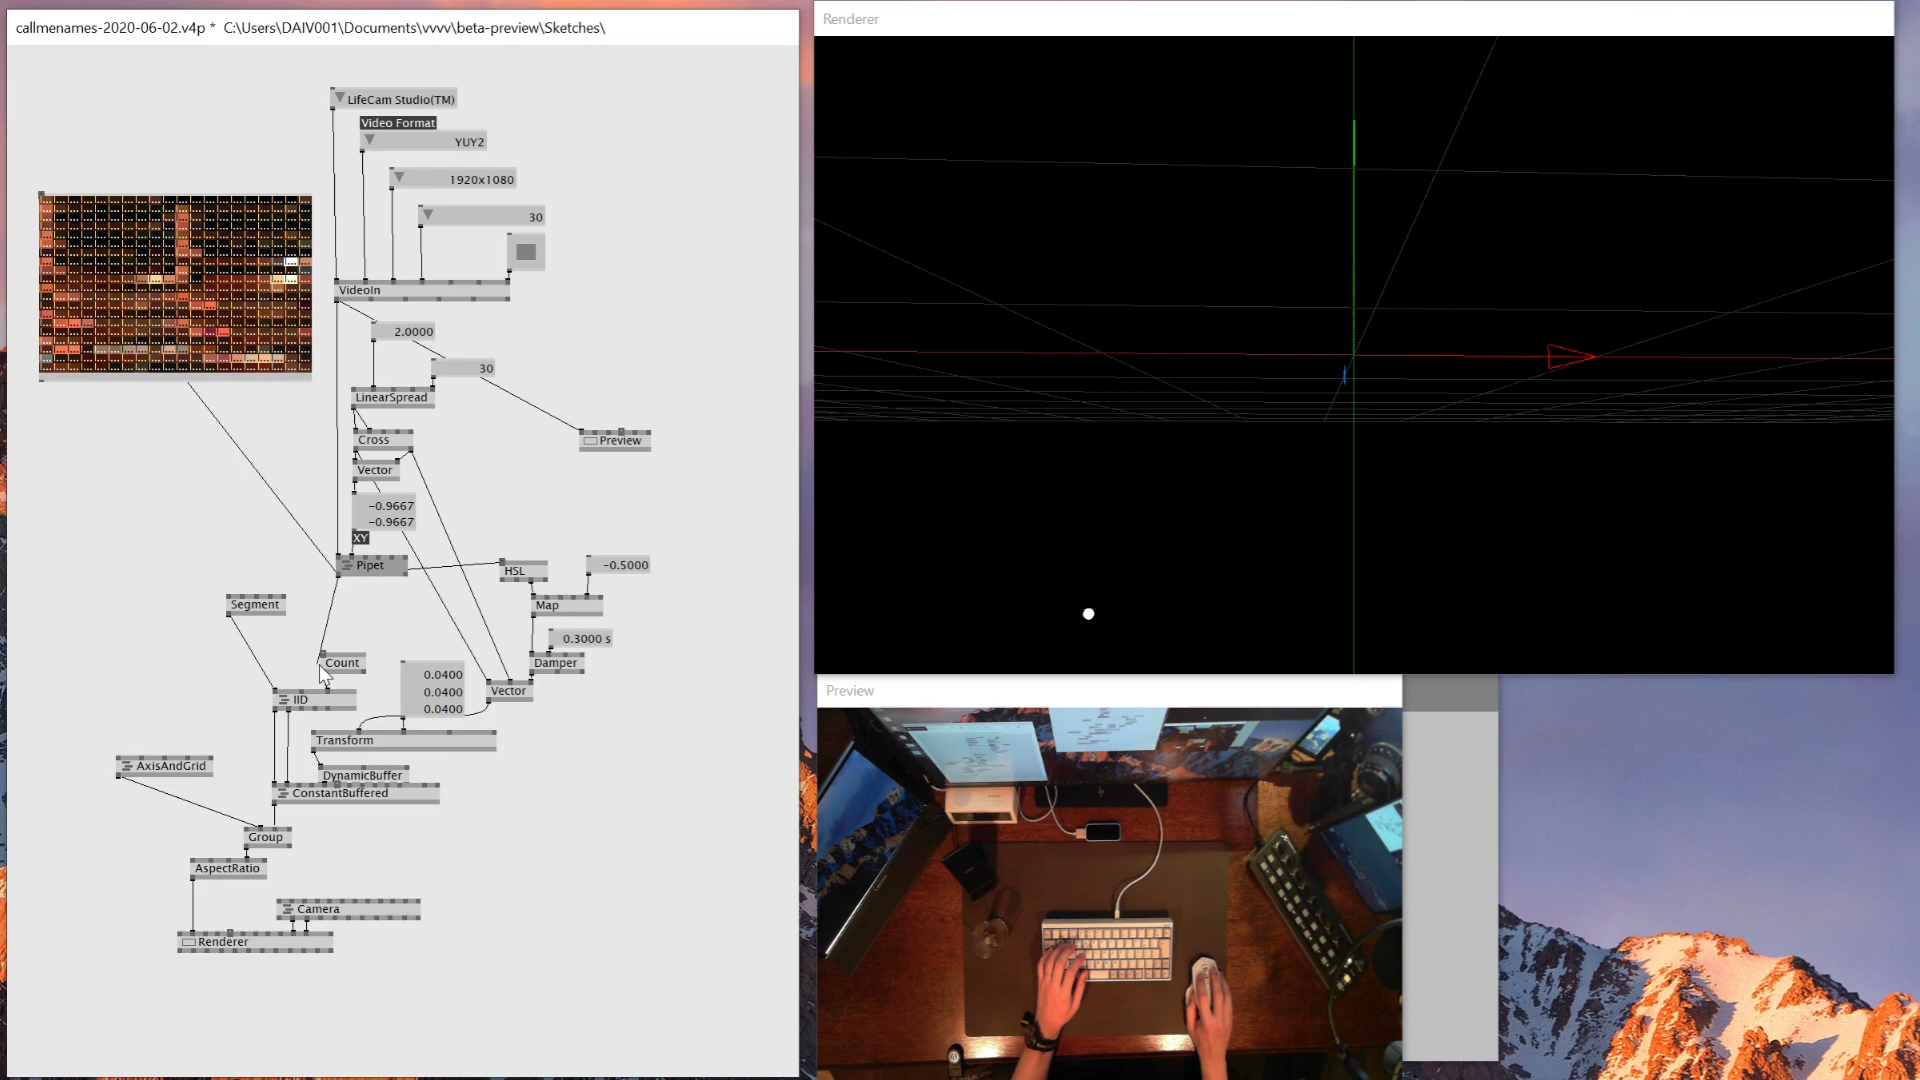 callmenames-2020-06-02.v4p * C:\Users\DAIV001\Documents\vvvv\beta-preview\Sketches\
Renderer
LifeCam Studio(TM)
Video Format
YUY2
1920x1080
30
VideoIn
2.0000
30
LinearSpread
Cross
Preview
Vector
-0.9667
-0.9667
XY
Pipet
HSL
-0.5000
Segment
Map
0.3000 s
Count
Damper
0.0400
0.0400
0.0400
Vector
IID
Preview
Transform
AxisAndGrid
DynamicBuffer
ConstantBuffered
Group
AspectRatio
Camera
Renderer